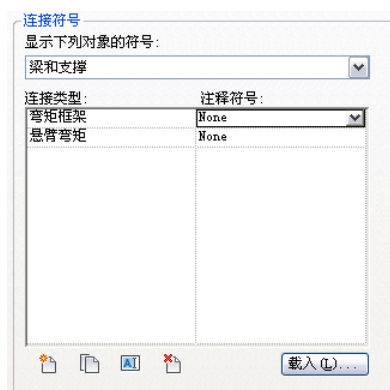 连接符号
显示下列对象的符号:
梁和支撑
连接类型: 注释符号:
弯矩框架 None
悬臂弯矩 None
AI 载入(L)...